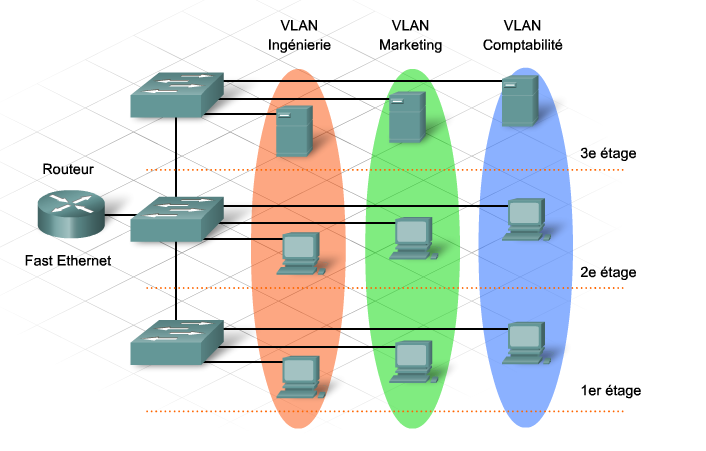 VLAN
Ingénierie
VLAN
Marketing
VLAN
Comptabilité
3e étage
Routeur
Fast Ethernet
2e étage
1er étage